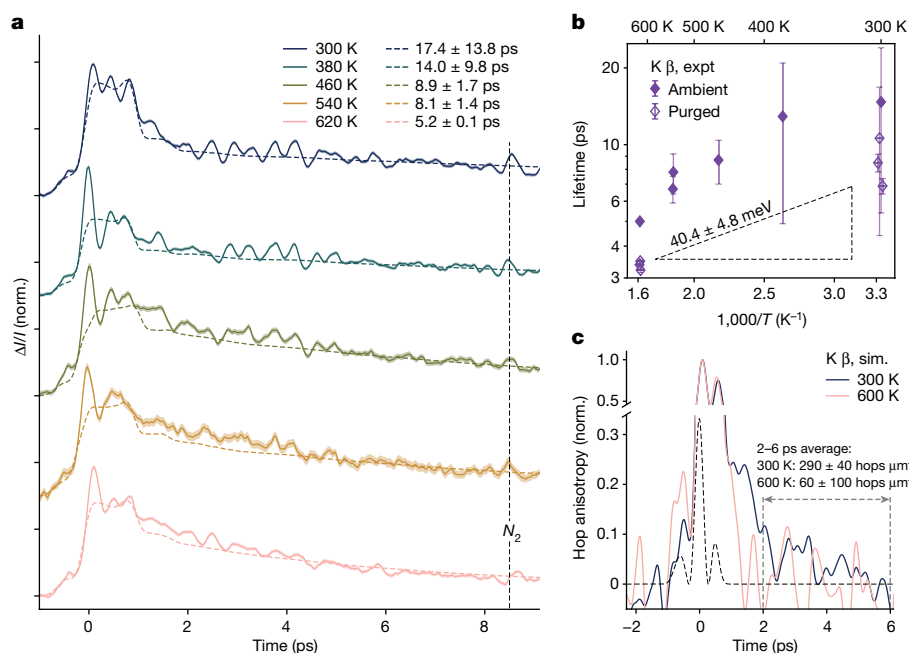 a
300 K
380 K
460 K
540 K
620 K
17.4 ± 13.8 ps
14.0 ± 9.8 ps
8.9 ± 1.7 ps
8.1 ± 1.4 ps
5.2 ± 0.1 ps
ΔI/I (norm.)
N2
0 2 4 6 8
Time (ps)
b
600 K 500 K 400 K 300 K
K β, expt
Ambient
Purged
Lifetime (ps)
20
10
6
4
3
40.4 ± 4.8 meV
1.6 2.0 2.5 3.0 3.3
1,000/T (K⁻¹)
c
K β, sim.
300 K
600 K
Hop anisotropy (norm.)
1.0
0.5
0.3
0.2
0.1
0
2–6 ps average:
300 K: 290 ± 40 hops μm
600 K: 60 ± 100 hops μm
−2 0 2 4 6
Time (ps)